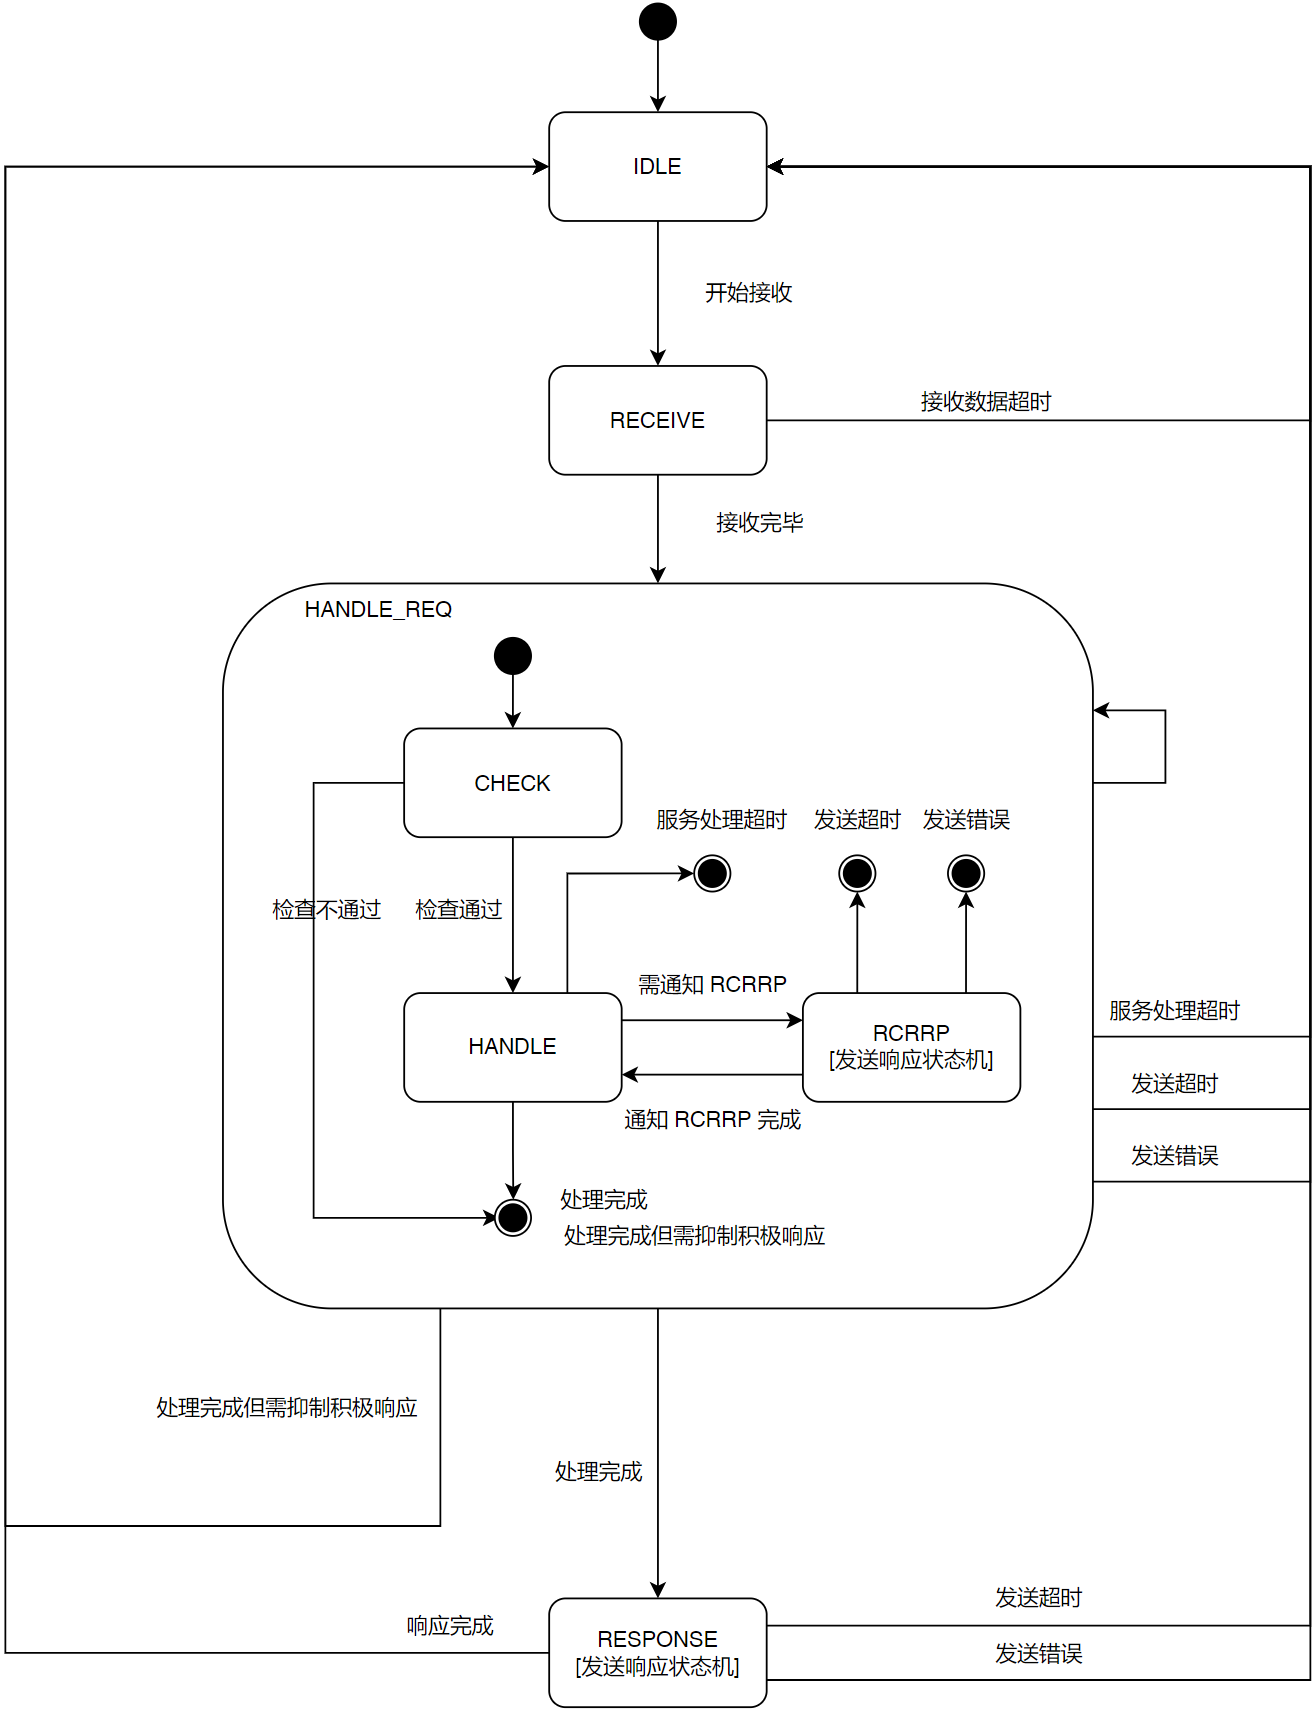 IDLE
开始接收
RECEIVE
接收数据超时
接收完毕
HANDLE_REQ
CHECK
服务处理超时
发送超时
发送错误
检查不通过
检查通过
需通知 RCRRP
HANDLE
RCRRP
[发送响应状态机]
通知 RCRRP 完成
服务处理超时
发送超时
发送错误
处理完成
处理完成但需抑制积极响应
处理完成但需抑制积极响应
处理完成
响应完成
RESPONSE
[发送响应状态机]
发送超时
发送错误